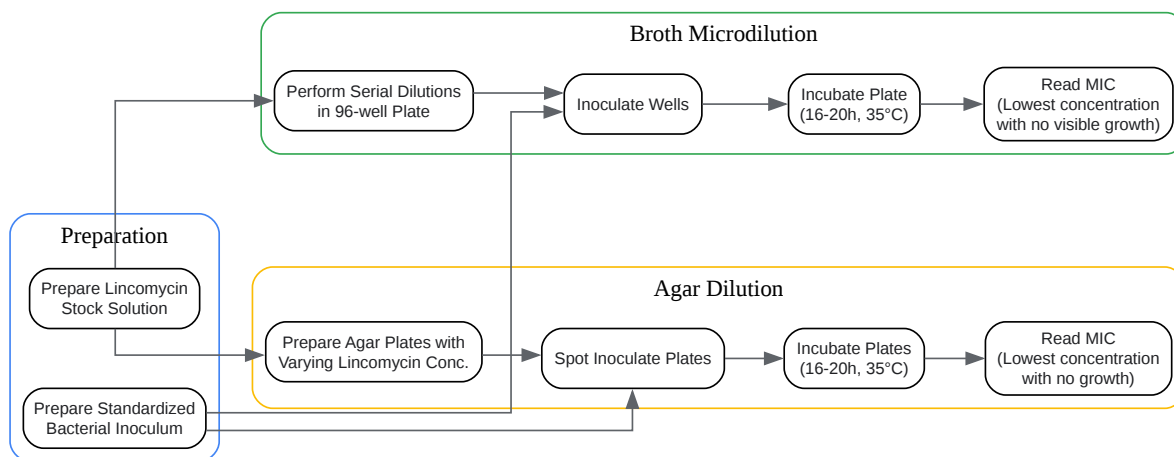 Broth Microdilution
Perform Serial Dilutions
in 96-well Plate
Inoculate Wells
Incubate Plate
(16-20h, 35°C)
Read MIC
(Lowest concentration
with no visible growth)
Preparation
Prepare Lincomycin
Stock Solution
Prepare Standardized
Bacterial Inoculum
Agar Dilution
Prepare Agar Plates with
Varying Lincomycin Conc.
Spot Inoculate Plates
Incubate Plates
(16-20h, 35°C)
Read MIC
(Lowest concentration
with no growth)